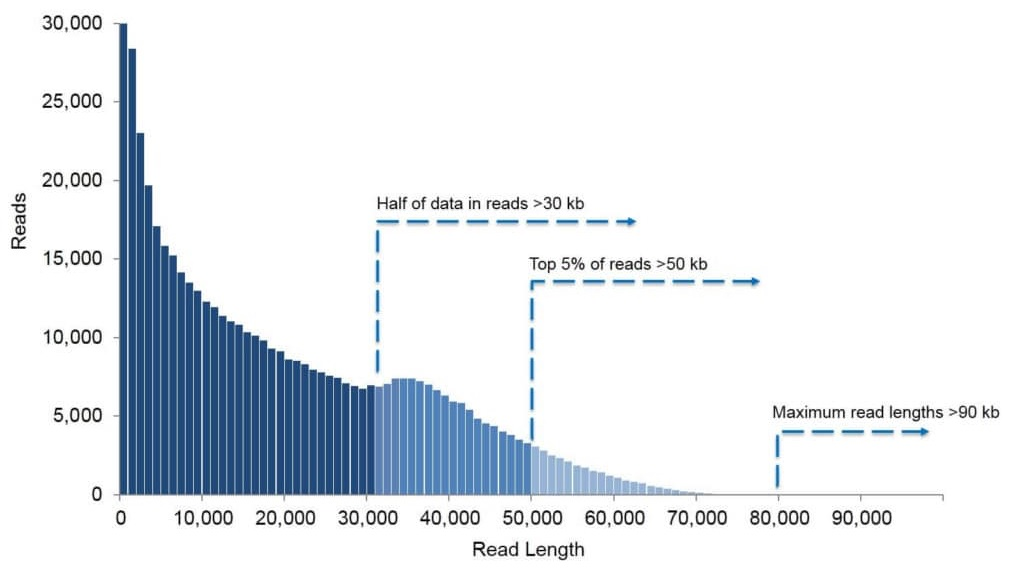 30,000
25,000
20,000
15,000
10,000
5,000
0
Reads
Half of data in reads >30 kb
Top 5% of reads >50 kb
Maximum read lengths >90 kb
0 10,000 20,000 30,000 40,000 50,000 60,000 70,000 80,000 90,000
Read Length